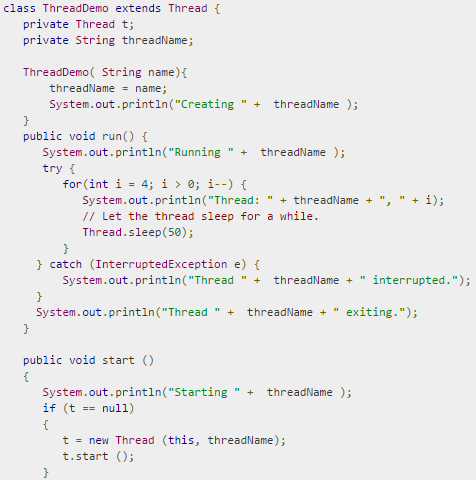 class ThreadDemo extends Thread {
   private Thread t;
   private String threadName;

   ThreadDemo( String name){
       threadName = name;
       System.out.println("Creating " +  threadName );
   }
   public void run() {
      System.out.println("Running " +  threadName );
      try {
         for(int i = 4; i > 0; i--) {
            System.out.println("Thread: " + threadName + ", " + i);
            // Let the thread sleep for a while.
            Thread.sleep(50);
         }
     } catch (InterruptedException e) {
         System.out.println("Thread " +  threadName + " interrupted.");
     }
     System.out.println("Thread " +  threadName + " exiting.");
   }

   public void start ()
   {
      System.out.println("Starting " +  threadName );
      if (t == null)
      {
         t = new Thread (this, threadName);
         t.start ();
      }